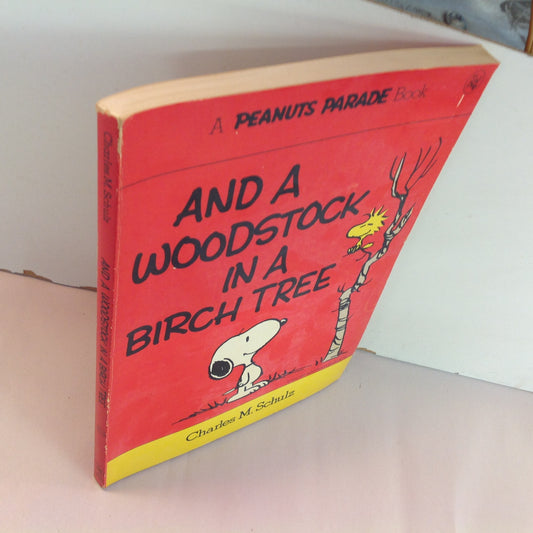 A PEANUTS PARADE Book
AND A
WOODSTOCK
IN A
BIRCH TREE
Charles M. Schulz
Charles M. Schulz
AND A WOODSTOCK IN A BIRCH TREE